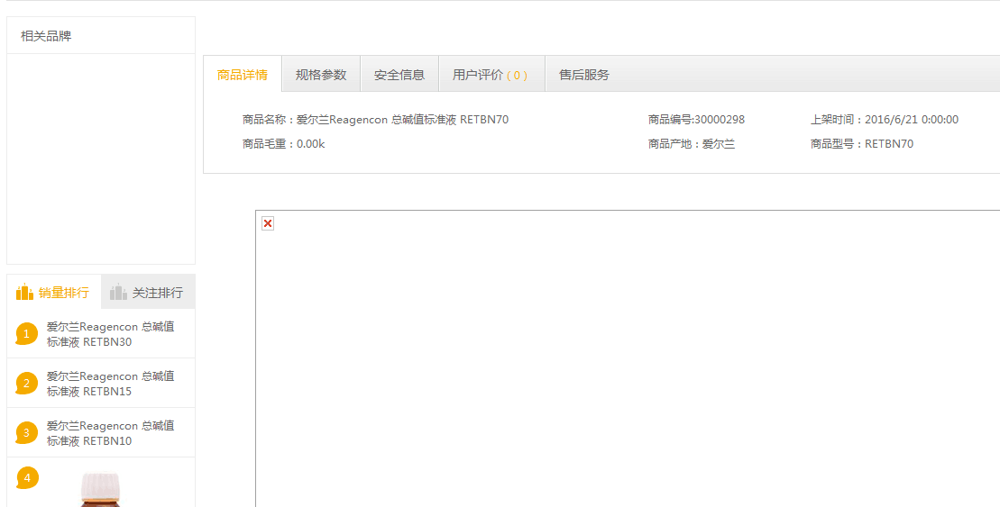 相关品牌
商品详情
规格参数
安全信息
用户评价 ( 0 )
售后服务
商品名称：爱尔兰Reagencon 总碱值标准液 RETBN70
商品编号:30000298
上架时间：2016/6/21 0:00:00
商品毛重：0.00k
商品产地：爱尔兰
商品型号：RETBN70
销量排行
关注排行
1
爱尔兰Reagencon 总碱值
标准液 RETBN30
2
爱尔兰Reagencon 总碱值
标准液 RETBN15
3
爱尔兰Reagencon 总碱值
标准液 RETBN10
4